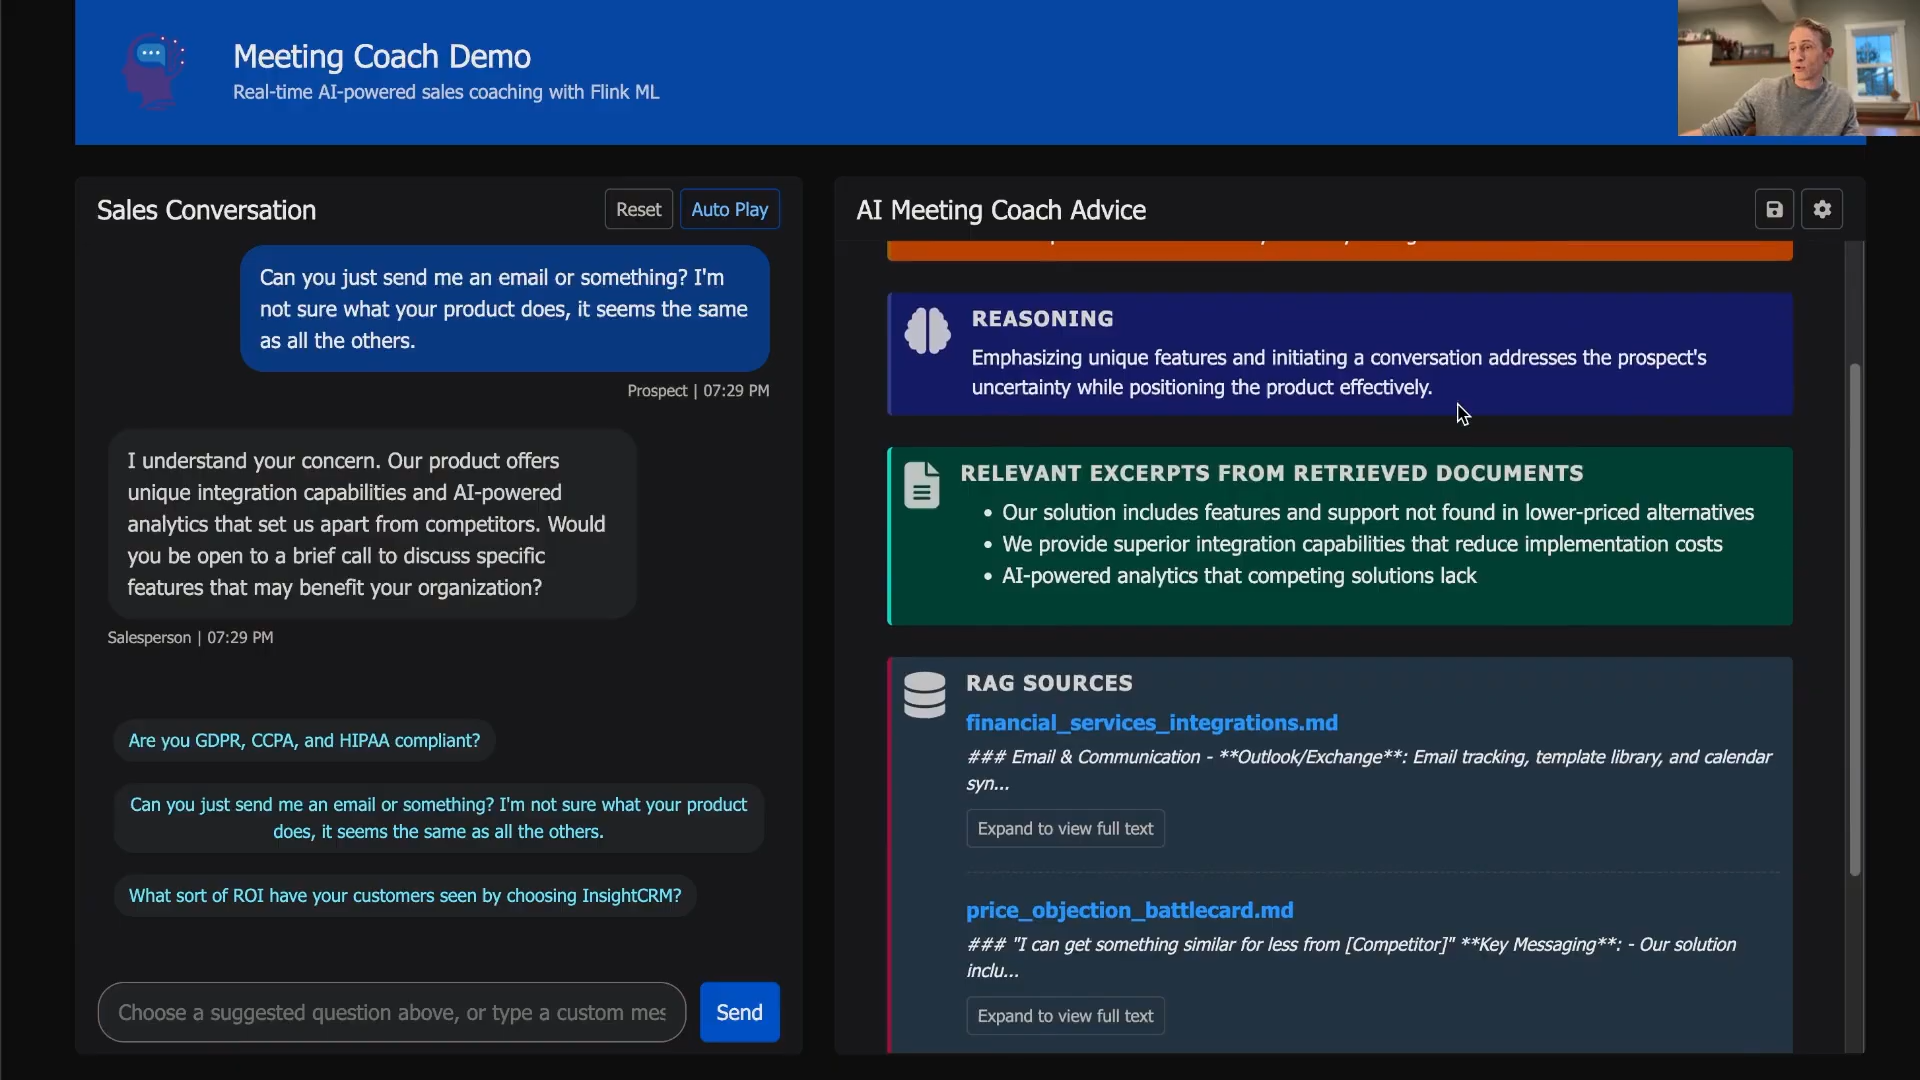 Meeting Coach Demo
Real-time AI-powered sales coaching with Flink ML
Sales Conversation
Reset
Auto Play
Can you just send me an email or something? I'm
not sure what your product does, it seems the same
as all the others.
Prospect | 07:29 PM
I understand your concern. Our product offers
unique integration capabilities and AI-powered
analytics that set us apart from competitors. Would
you be open to a brief call to discuss specific
features that may benefit your organization?
Salesperson | 07:29 PM
Are you GDPR, CCPA, and HIPAA compliant?
Can you just send me an email or something? I'm not sure what your product
does, it seems the same as all the others.
What sort of ROI have your customers seen by choosing InsightCRM?
Choose a suggested question above, or type a custom mes
Send
AI Meeting Coach Advice
REASONING
Emphasizing unique features and initiating a conversation addresses the prospect's
uncertainty while positioning the product effectively.
RELEVANT EXCERPTS FROM RETRIEVED DOCUMENTS
• Our solution includes features and support not found in lower-priced alternatives
• We provide superior integration capabilities that reduce implementation costs
• AI-powered analytics that competing solutions lack
RAG SOURCES
financial_services_integrations.md
### Email & Communication - **Outlook/Exchange**: Email tracking, template library, and calendar
syn...
Expand to view full text
price_objection_battlecard.md
### "I can get something similar for less from [Competitor]" **Key Messaging**: - Our solution
inclu...
Expand to view full text